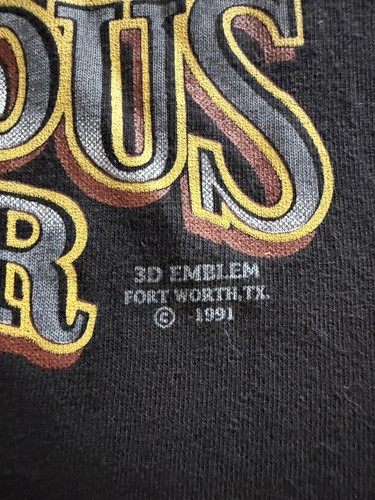 OUS
R
3D EMBLEM
FORT WORTH, TX.
© 1991